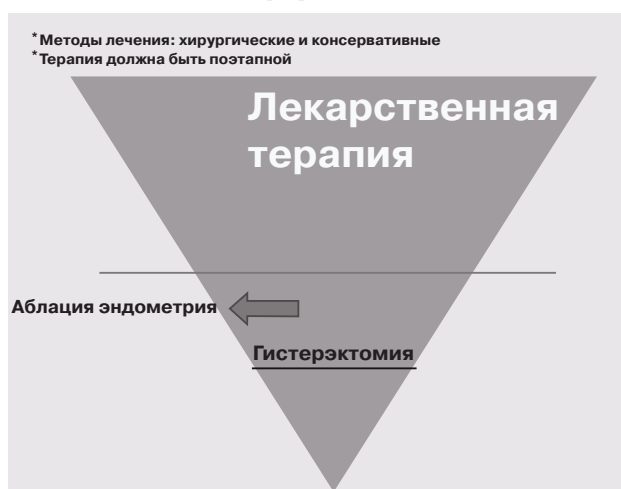 *Методы лечения: хирургические и консервативные
*Терапия должна быть поэтапной
Лекарственная
терапия
Аблация эндометрия
Гистерэктомия